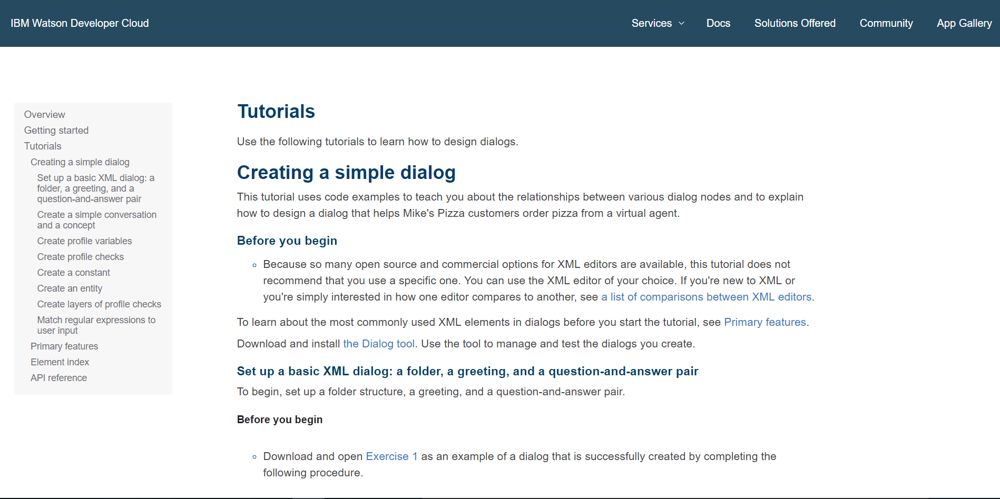 IBM Watson Developer Cloud
Services
Docs
Solutions Offered
Community
App Gallery
Overview
Getting started
Tutorials
Creating a simple dialog
Set up a basic XML dialog: a
folder, a greeting, and a
question-and-answer pair
Create a simple conversation
and a concept
Create profile variables
Create profile checks
Create a constant
Create an entity
Create layers of profile checks
Match regular expressions to
user input
Primary features
Element index
API reference
Tutorials
Use the following tutorials to learn how to design dialogs.
Creating a simple dialog
This tutorial uses code examples to teach you about the relationships between various dialog nodes and to explain
how to design a dialog that helps Mike's Pizza customers order pizza from a virtual agent.
Before you begin
Because so many open source and commercial options for XML editors are available, this tutorial does not
recommend that you use a specific one. You can use the XML editor of your choice. If you're new to XML or
you're simply interested in how one editor compares to another, see a list of comparisons between XML editors.
To learn about the most commonly used XML elements in dialogs before you start the tutorial, see Primary features.
Download and install the Dialog tool. Use the tool to manage and test the dialogs you create.
Set up a basic XML dialog: a folder, a greeting, and a question-and-answer pair
To begin, set up a folder structure, a greeting, and a question-and-answer pair.
Before you begin
Download and open Exercise 1 as an example of a dialog that is successfully created by completing the
following procedure.